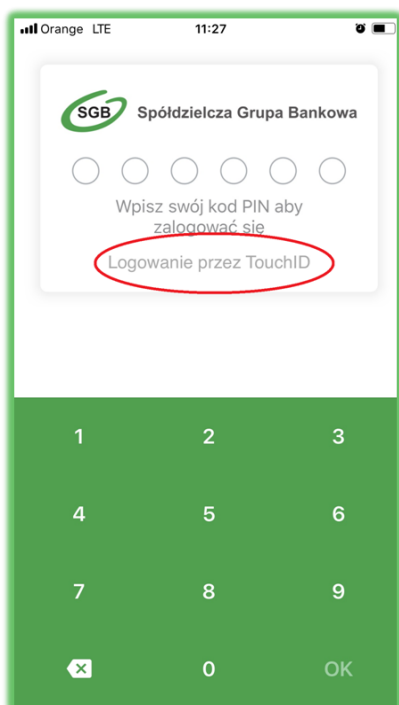 Orange LTE 11:27
SGB Spółdzielcza Grupa Bankowa
Wpisz swój kod PIN aby
zalogować się
Logowanie przez TouchID
1 2 3
4 5 6
7 8 9
0 OK